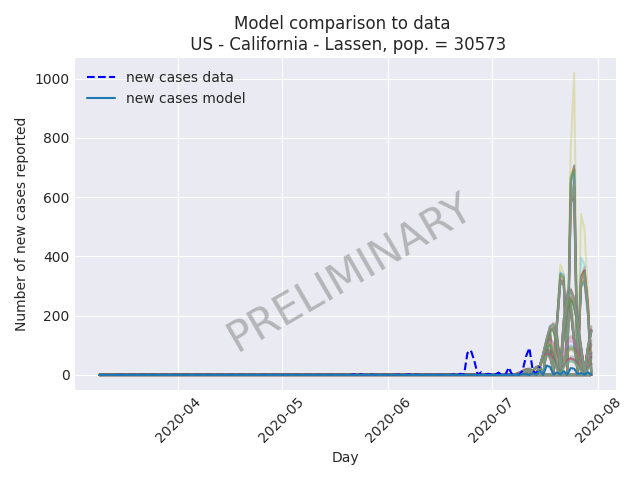 Model comparison to data
US - California - Lassen, pop. = 30573
new cases data
new cases model
Number of new cases reported
1000
800
600
400
200
0
PRELIMINARY
2020-04
2020-05
2020-06
2020-07
2020-08
Day